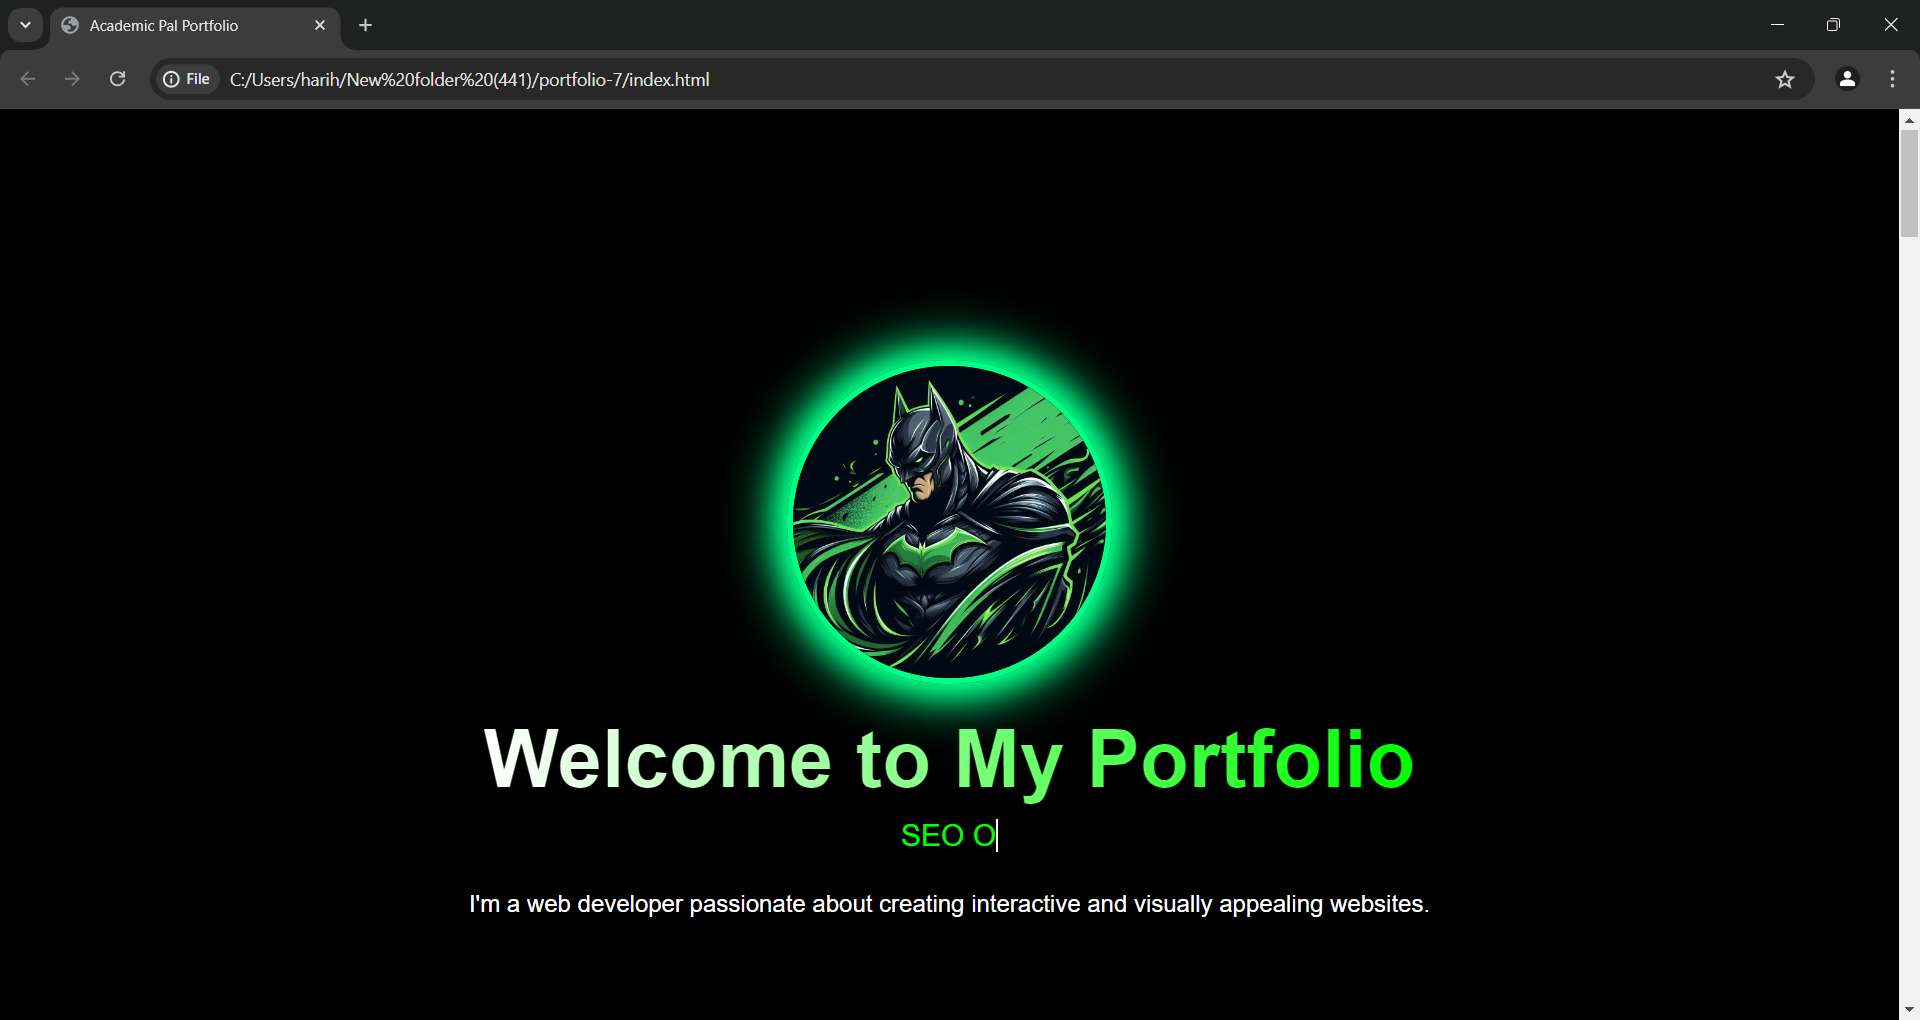 Academic Pal Portfolio
File C:/Users/harih/New%20folder%20(441)/portfolio-7/index.html
Welcome to My Portfolio
SEO O
I'm a web developer passionate about creating interactive and visually appealing websites.